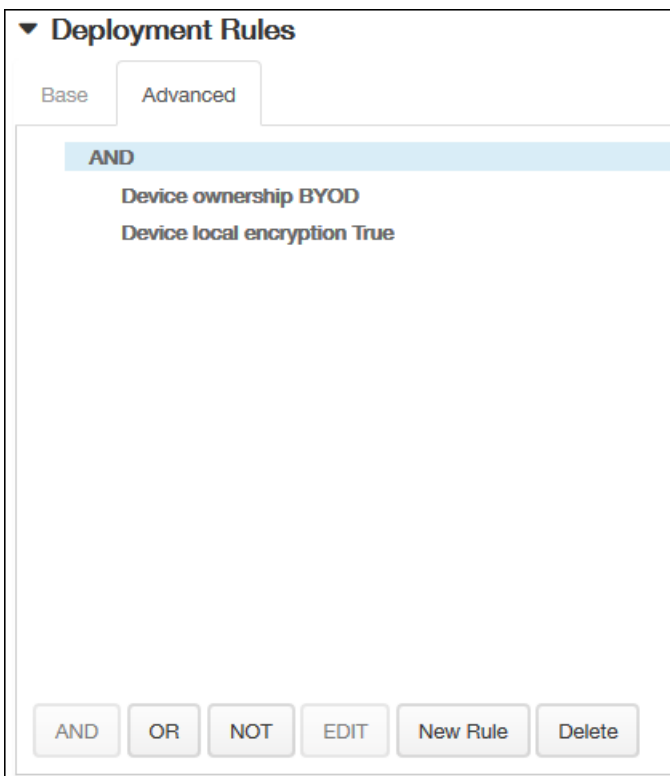 Deployment Rules
Base Advanced
AND
Device ownership BYOD
Device local encryption True
AND OR NOT EDIT New Rule Delete